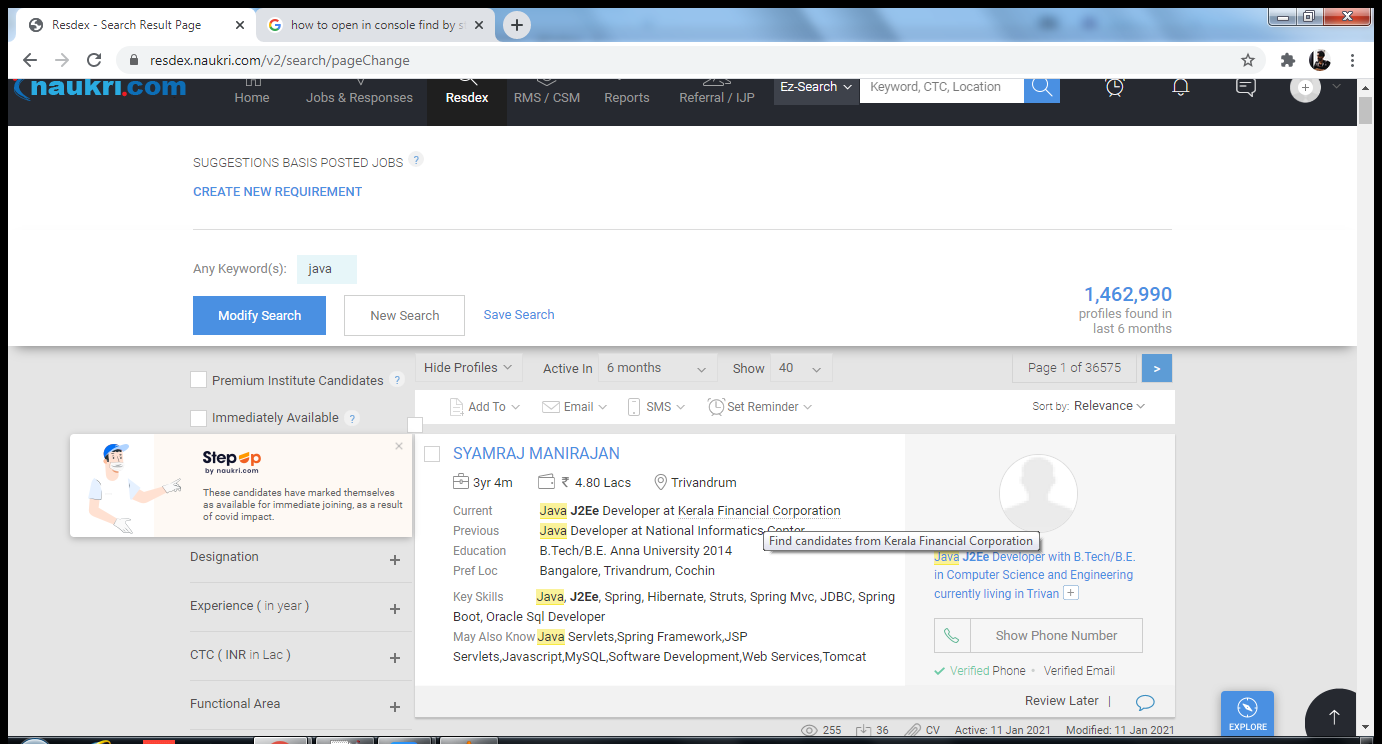 Resdex - Search Result Page
how to open in console find by s
resdex.naukri.com/v2/search/pageChange
naukri.com
Home
Jobs & Responses
Resdex
RMS / CSM
Reports
Referral / IJP
Ez-Search
Keyword, CTC, Location
SUGGESTIONS BASIS POSTED JOBS ?
CREATE NEW REQUIREMENT
Any Keyword(s): java
1,462,990
profiles found in
last 6 months
Modify Search
New Search
Save Search
Hide Profiles
Active In 6 months
Show 40
Page 1 of 36575 >
Premium Institute Candidates ?
Immediately Available ?
Add To
Email
SMS
Set Reminder
Sort by: Relevance
StepUp
by naukri.com
These candidates have marked themselves
as available for immediate joining, as a result
of covid impact.
Designation +
Experience ( in year ) +
CTC ( INR in Lac ) +
Functional Area +
SYAMRAJ MANIRAJAN
3yr 4m ₹ 4.80 Lacs Trivandrum
Current Java J2Ee Developer at Kerala Financial Corporation
Previous Java Developer at National Informatics Center
Find candidates from Kerala Financial Corporation
Education B.Tech/B.E. Anna University 2014
Pref Loc Bangalore, Trivandrum, Cochin
Key Skills Java, J2Ee, Spring, Hibernate, Struts, Spring Mvc, JDBC, Spring
Boot, Oracle Sql Developer
May Also Know Java Servlets,Spring Framework,JSP
Servlets,Javascript,MySQL,Software Development,Web Services,Tomcat
Java J2Ee Developer with B.Tech/B.E.
in Computer Science and Engineering
currently living in Trivan +
Show Phone Number
Verified Phone • Verified Email
Review Later |
255 36 CV Active: 11 Jan 2021 Modified: 11 Jan 2021
EXPLORE